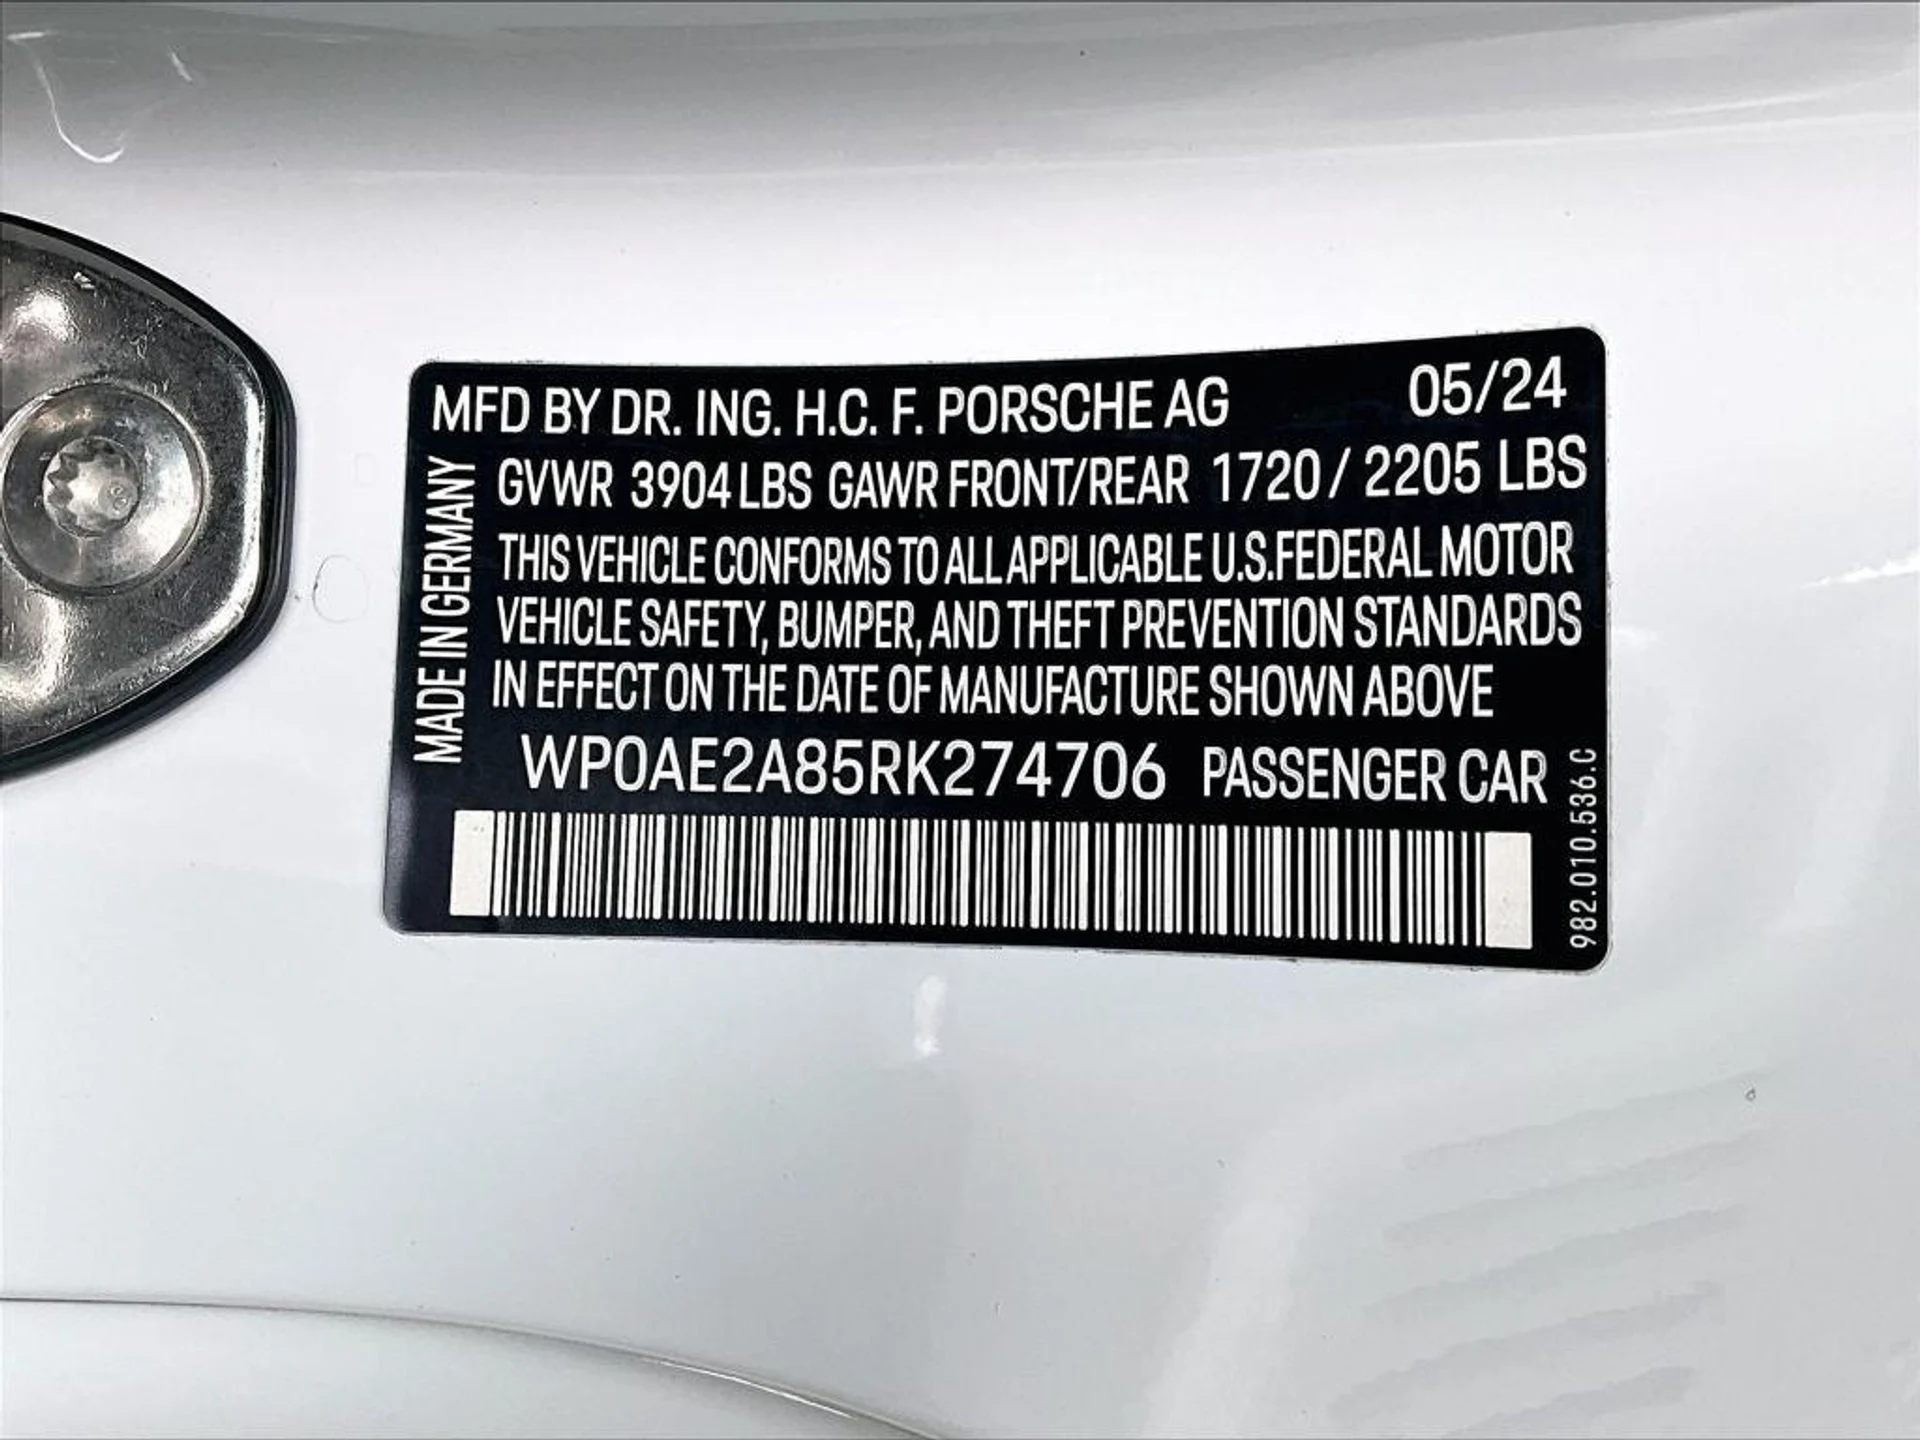 MFD BY DR. ING. H.C. F. PORSCHE AG 05/24
GVWR 3904 LBS GAWR FRONT/REAR 1720 / 2205 LBS
THIS VEHICLE CONFORMS TO ALL APPLICABLE U.S.FEDERAL MOTOR
VEHICLE SAFETY, BUMPER, AND THEFT PREVENTION STANDARDS
IN EFFECT ON THE DATE OF MANUFACTURE SHOWN ABOVE
WP0AE2A85RK274706 PASSENGER CAR
MADE IN GERMANY
982.010.536.C